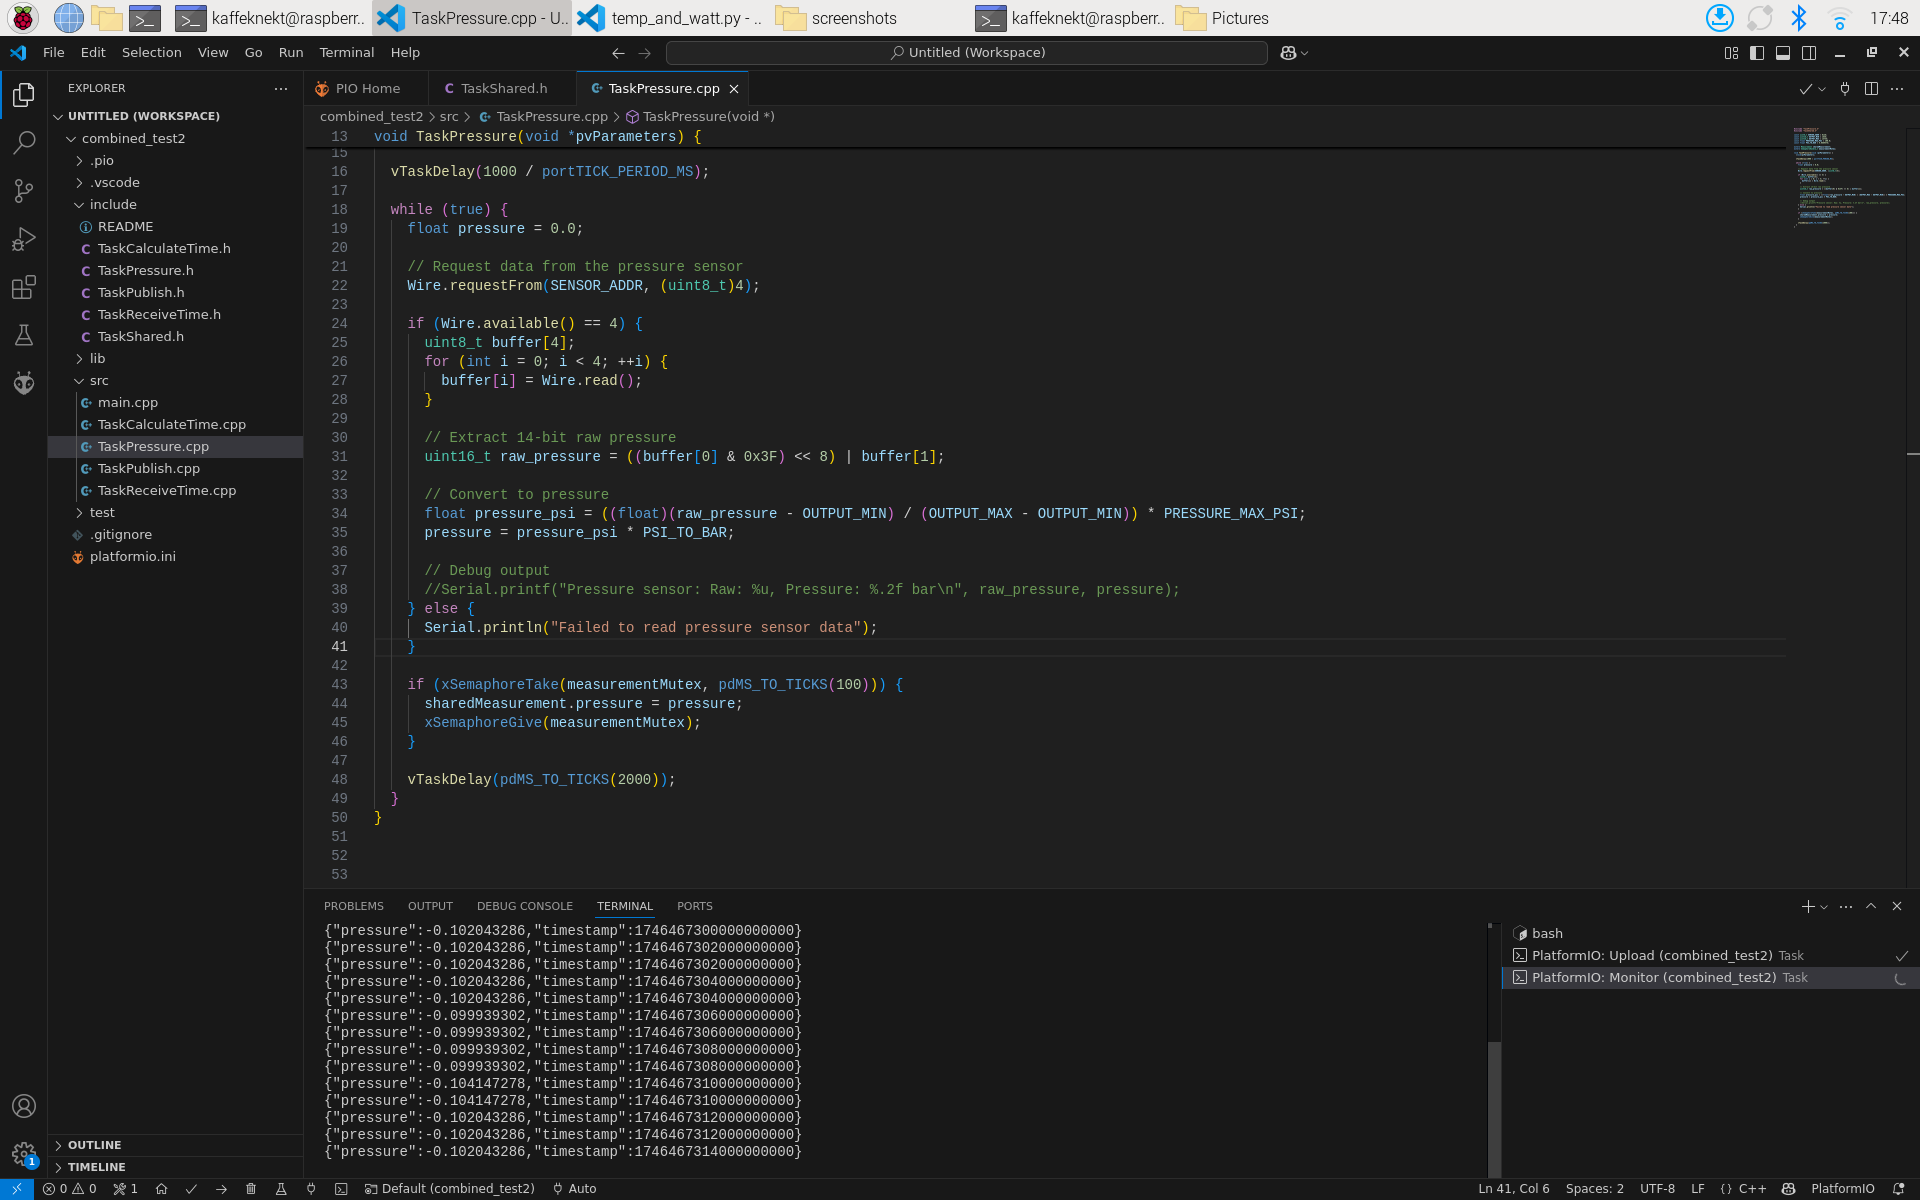 kaffeknekt@raspberr.. TaskPressure.cpp - U.. temp_and_watt.py - .. screenshots kaffeknekt@raspberr.. Pictures 17:48
File Edit Selection View Go Run Terminal Help Untitled (Workspace)
EXPLORER
UNTITLED (WORKSPACE)
combined_test2
.pio
.vscode
include
README
TaskCalculateTime.h
TaskPressure.h
TaskPublish.h
TaskReceiveTime.h
TaskShared.h
lib
src
main.cpp
TaskCalculateTime.cpp
TaskPressure.cpp
TaskPublish.cpp
TaskReceiveTime.cpp
test
.gitignore
platformio.ini
OUTLINE
TIMELINE
PIO Home TaskShared.h TaskPressure.cpp
combined_test2 > src > TaskPressure.cpp > TaskPressure(void *)
13 void TaskPressure(void *pvParameters) {
15
16 vTaskDelay(1000 / portTICK_PERIOD_MS);
17
18 while (true) {
19 float pressure = 0.0;
20
21 // Request data from the pressure sensor
22 Wire.requestFrom(SENSOR_ADDR, (uint8_t)4);
23
24 if (Wire.available() == 4) {
25 uint8_t buffer[4];
26 for (int i = 0; i < 4; ++i) {
27 buffer[i] = Wire.read();
28 }
29
30 // Extract 14-bit raw pressure
31 uint16_t raw_pressure = ((buffer[0] & 0x3F) << 8) | buffer[1];
32
33 // Convert to pressure
34 float pressure_psi = ((float)(raw_pressure - OUTPUT_MIN) / (OUTPUT_MAX - OUTPUT_MIN)) * PRESSURE_MAX_PSI;
35 pressure = pressure_psi * PSI_TO_BAR;
36
37 // Debug output
38 //Serial.printf("Pressure sensor: Raw: %u, Pressure: %.2f bar\n", raw_pressure, pressure);
39 } else {
40 Serial.println("Failed to read pressure sensor data");
41 }
42
43 if (xSemaphoreTake(measurementMutex, pdMS_TO_TICKS(100))) {
44 sharedMeasurement.pressure = pressure;
45 xSemaphoreGive(measurementMutex);
46 }
47
48 vTaskDelay(pdMS_TO_TICKS(2000));
49 }
50 }
51
52
53
PROBLEMS OUTPUT DEBUG CONSOLE TERMINAL PORTS
{"pressure":-0.102043286,"timestamp":1746467300000000000}
{"pressure":-0.102043286,"timestamp":1746467302000000000}
{"pressure":-0.102043286,"timestamp":1746467302000000000}
{"pressure":-0.102043286,"timestamp":1746467304000000000}
{"pressure":-0.102043286,"timestamp":1746467304000000000}
{"pressure":-0.099939302,"timestamp":1746467306000000000}
{"pressure":-0.099939302,"timestamp":1746467306000000000}
{"pressure":-0.099939302,"timestamp":1746467308000000000}
{"pressure":-0.099939302,"timestamp":1746467308000000000}
{"pressure":-0.104147278,"timestamp":1746467310000000000}
{"pressure":-0.104147278,"timestamp":1746467310000000000}
{"pressure":-0.102043286,"timestamp":1746467312000000000}
{"pressure":-0.102043286,"timestamp":1746467312000000000}
{"pressure":-0.102043286,"timestamp":1746467314000000000}
bash
PlatformIO: Upload (combined_test2) Task
PlatformIO: Monitor (combined_test2) Task
1
0 0 1 Default (combined_test2) Auto Ln 41, Col 6 Spaces: 2 UTF-8 LF {} C++ PlatformIO